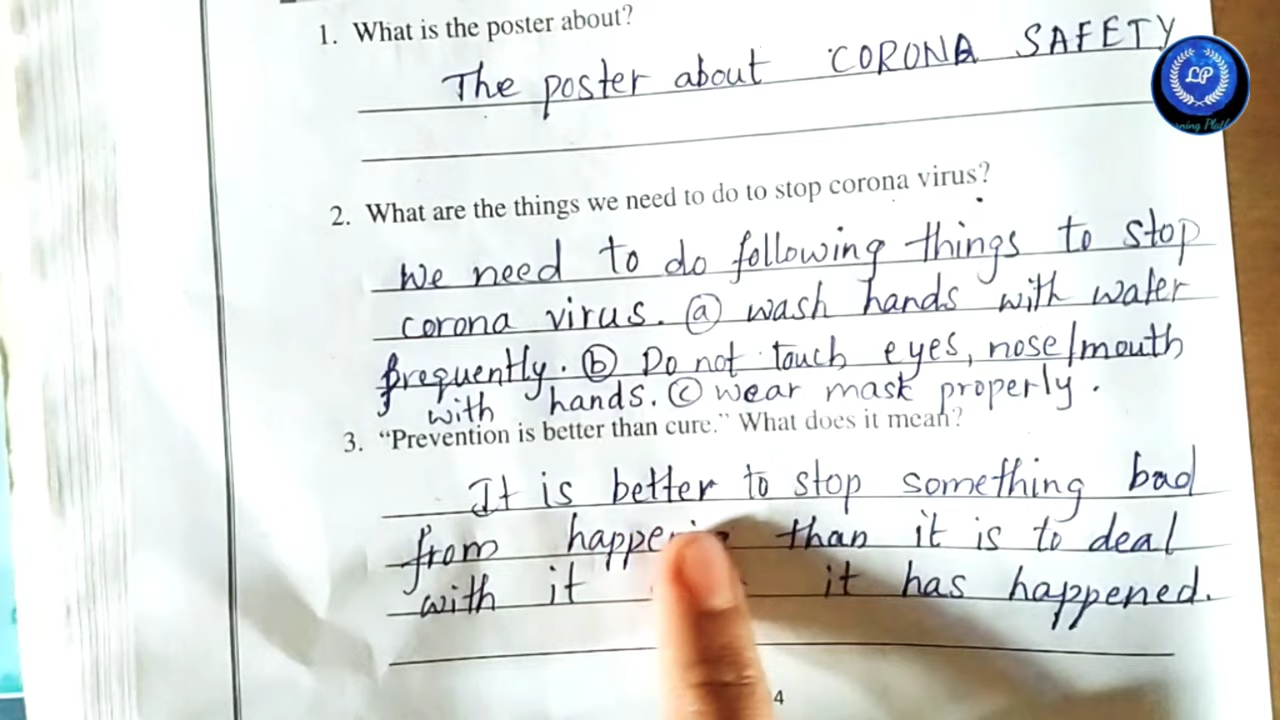 1. What is the poster about?
The poster about CORONA SAFETY
LP
rning Platf
2. What are the things we need to do to stop corona virus?
We need to do following things to stop
corona virus. ⓐ wash hands with water
frequently. ⓑ Do not touch eyes, nose/mouth
with hands. ⓒ wear mask properly.
3. “Prevention is better than cure.” What does it mean?
It is better to stop something bad
from than it is to deal
with it it has happened.
4